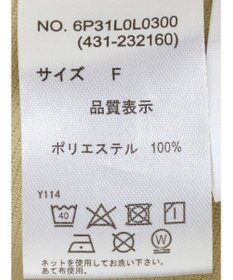 NO. 6P31L0L0300
(431-232160)
サイズ F
品質表示
ポリエステル 100%
Y114
40
W
ネットを使用してお洗い下さい。
あて布使用。